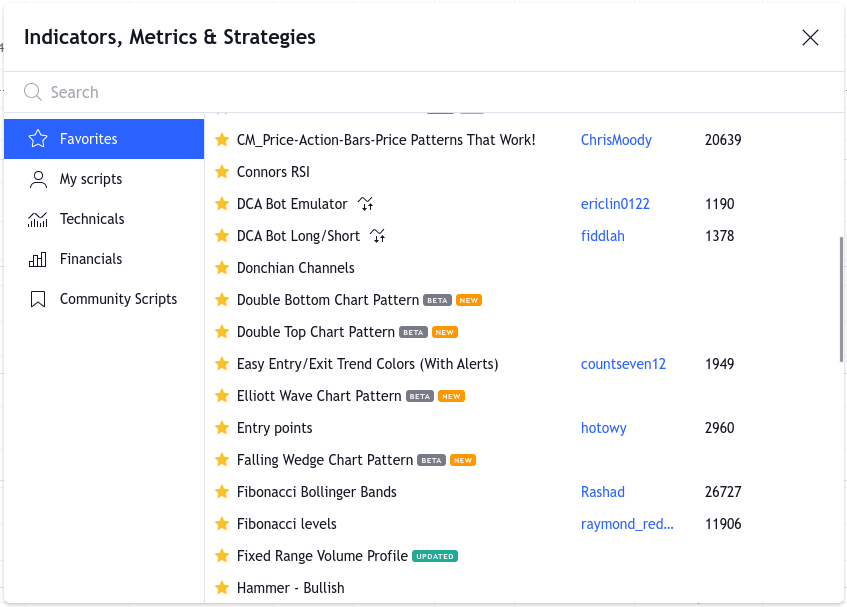 Indicators, Metrics & Strategies
Search
Favorites
My scripts
Technicals
Financials
Community Scripts
CM_Price-Action-Bars-Price Patterns That Work! ChrisMoody 20639
Connors RSI
DCA Bot Emulator ericlin0122 1190
DCA Bot Long/Short fiddlah 1378
Donchian Channels
Double Bottom Chart Pattern BETA NEW
Double Top Chart Pattern BETA NEW
Easy Entry/Exit Trend Colors (With Alerts) countseven12 1949
Elliott Wave Chart Pattern BETA NEW
Entry points hotowy 2960
Falling Wedge Chart Pattern BETA NEW
Fibonacci Bollinger Bands Rashad 26727
Fibonacci levels raymond_red... 11906
Fixed Range Volume Profile UPDATED
Hammer - Bullish